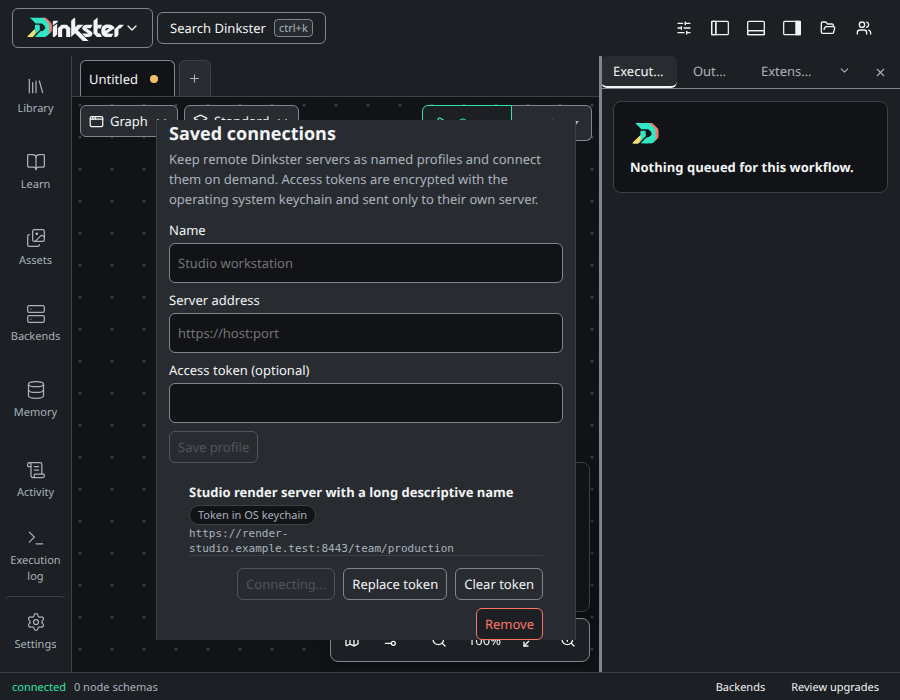 Dinkster
Search Dinkster ctrl+k
Untitled
+
Execut...
Out...
Extens...
Library
Learn
Assets
Backends
Memory
Activity
Execution
log
Settings
Graph
Standard
Nothing queued for this workflow.
Saved connections
Keep remote Dinkster servers as named profiles and connect
them on demand. Access tokens are encrypted with the
operating system keychain and sent only to their own server.
Name
Studio workstation
Server address
https://host:port
Access token (optional)
Save profile
Studio render server with a long descriptive name
Token in OS keychain
https://render-
studio.example.test:8443/team/production
Connecting...
Replace token
Clear token
Remove
100%
connected 0 node schemas
Backends
Review upgrades